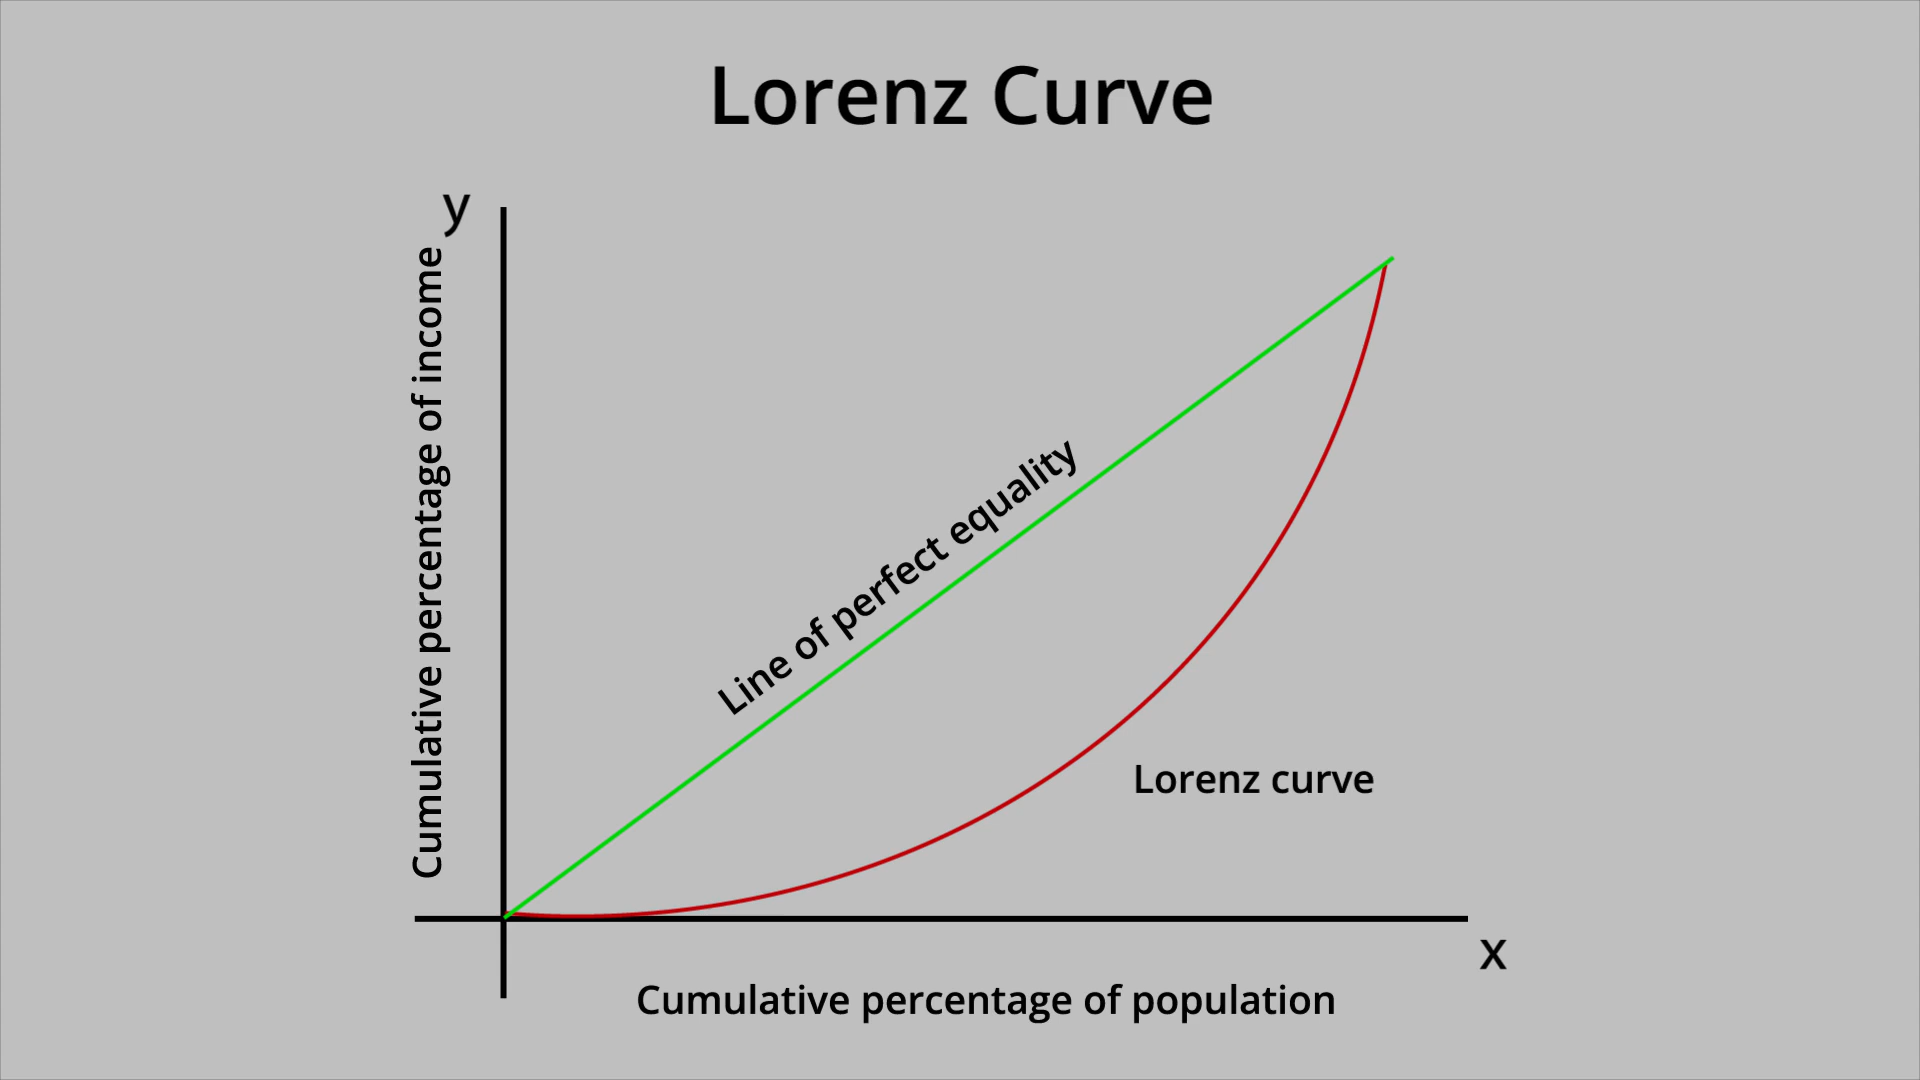 Lorenz Curve
y
Cumulative percentage of income
Line of perfect equality
Lorenz curve
x
Cumulative percentage of population